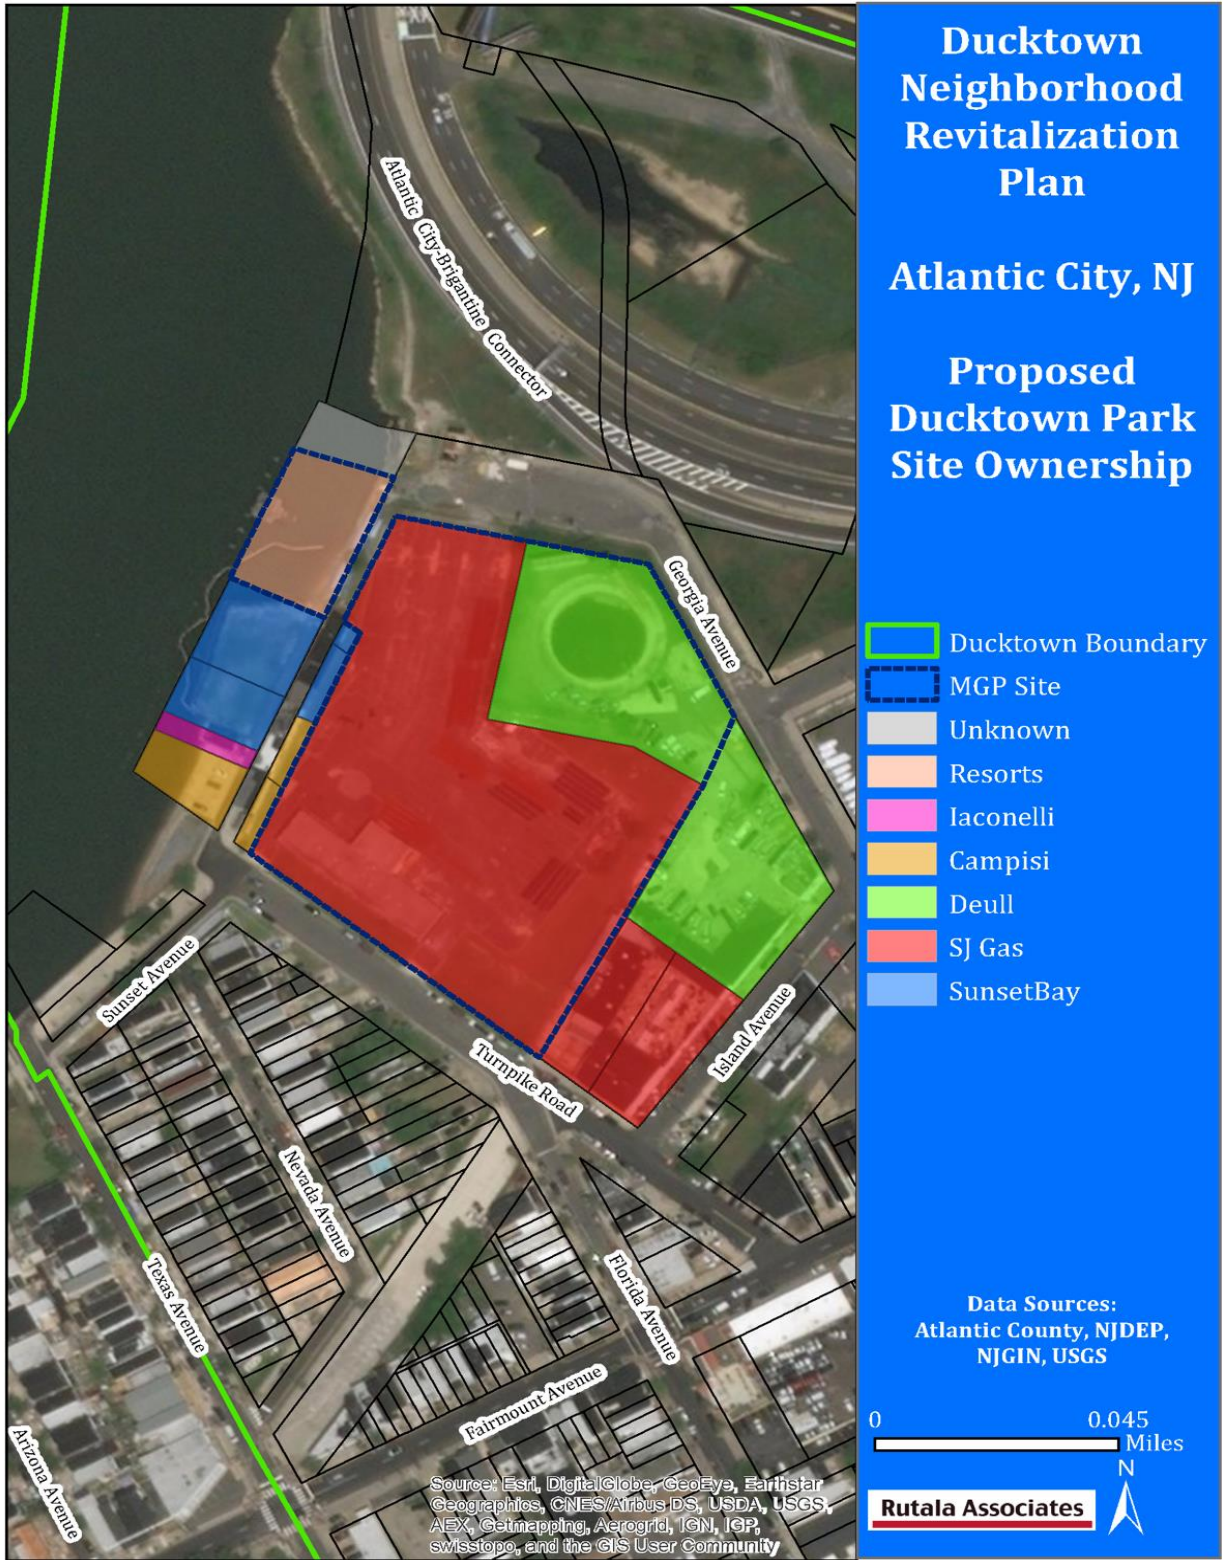 Ducktown
Neighborhood
Revitalization
Plan
Atlantic City, NJ
Proposed
Ducktown Park
Site Ownership
Ducktown Boundary
MGP Site
Unknown
Resorts
Iaconelli
Campisi
Deull
SJ Gas
SunsetBay
Data Sources:
Atlantic County, NJDEP,
NJGIN, USGS
0 0.045
Miles
N
Rutala Associates
Atlantic City-Brigantine Connector
Georgia Avenue
Sunset Avenue
Island Avenue
Turnpike Road
Nevada Avenue
Texas Avenue
Florida Avenue
Fairmount Avenue
Arizona Avenue
Source: Esri, DigitalGlobe, GeoEye, Earthstar
Geographics, CNES/Airbus DS, USDA, USGS,
AEX, Getmapping, Aerogrid, IGN, IGP,
swisstopo, and the GIS User Community